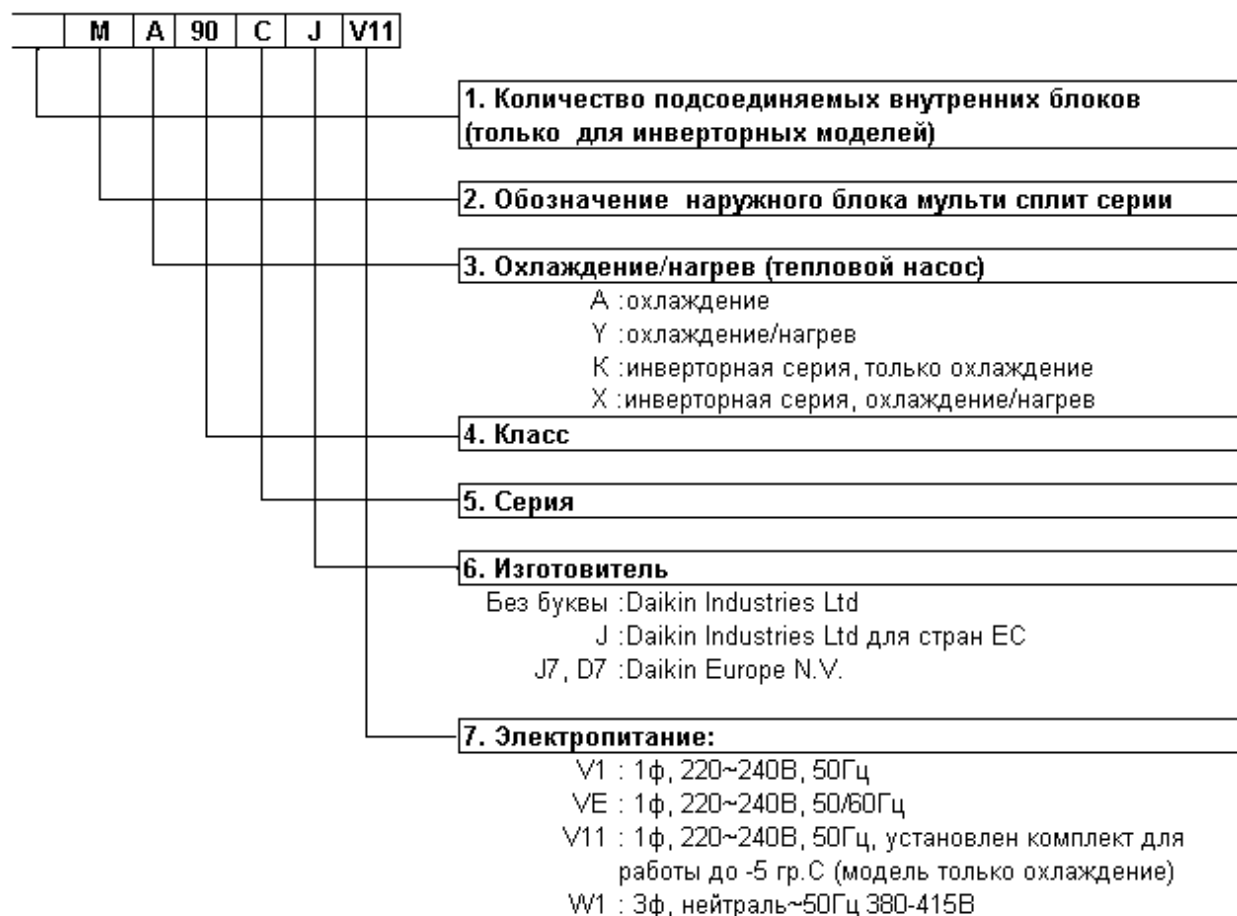 М А 90 С J V11
1. Количество подсоединяемых внутренних блоков
(только для инверторных моделей)
2. Обозначение наружного блока мульти сплит серии
3. Охлаждение/нагрев (тепловой насос)
А :охлаждение
Y :охлаждение/нагрев
К :инверторная серия, только охлаждение
Х :инверторная серия, охлаждение/нагрев
4. Класс
5. Серия
6. Изготовитель
Без буквы :Daikin Industries Ltd
J :Daikin Industries Ltd для стран ЕС
J7, D7 :Daikin Europe N.V.
7. Электропитание:
V1 : 1ф, 220~240В, 50Гц
VE : 1ф, 220~240В, 50/60Гц
V11 : 1ф, 220~240В, 50Гц, установлен комплект для
работы до -5 гр.С (модель только охлаждение)
W1 : 3ф, нейтраль~50Гц 380-415В